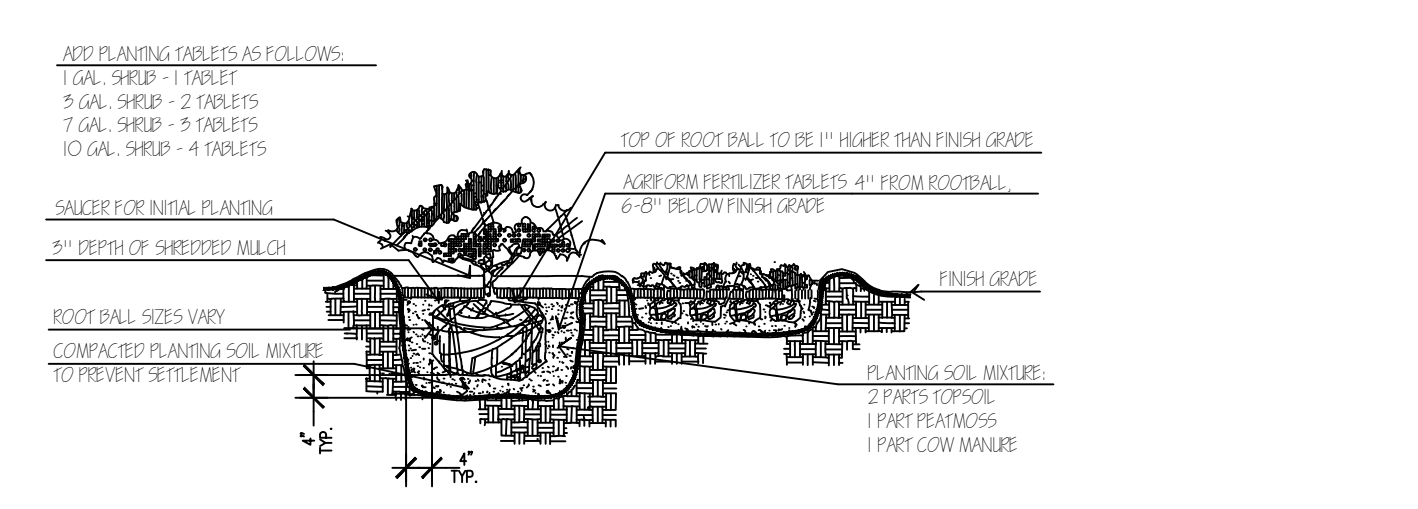 ADD PLANTING TABLETS AS FOLLOWS:
1 GAL. SHRUB - 1 TABLET
3 GAL. SHRUB - 2 TABLETS
7 GAL. SHRUB - 3 TABLETS
10 GAL. SHRUB - 4 TABLETS
TOP OF ROOT BALL TO BE 1" HIGHER THAN FINISH GRADE
AGRIFORM FERTILIZER TABLETS 4" FROM ROOTBALL,
6-8" BELOW FINISH GRADE
SAUCER FOR INITIAL PLANTING
3" DEPTH OF SHREDDED MULCH
FINISH GRADE
ROOT BALL SIZES VARY
COMPACTED PLANTING SOIL MIXTURE
TO PREVENT SETTLEMENT
PLANTING SOIL MIXTURE:
2 PARTS TOPSOIL
1 PART PEATMOSS
1 PART COW MANURE
4"
TYP.
4"
TYP.